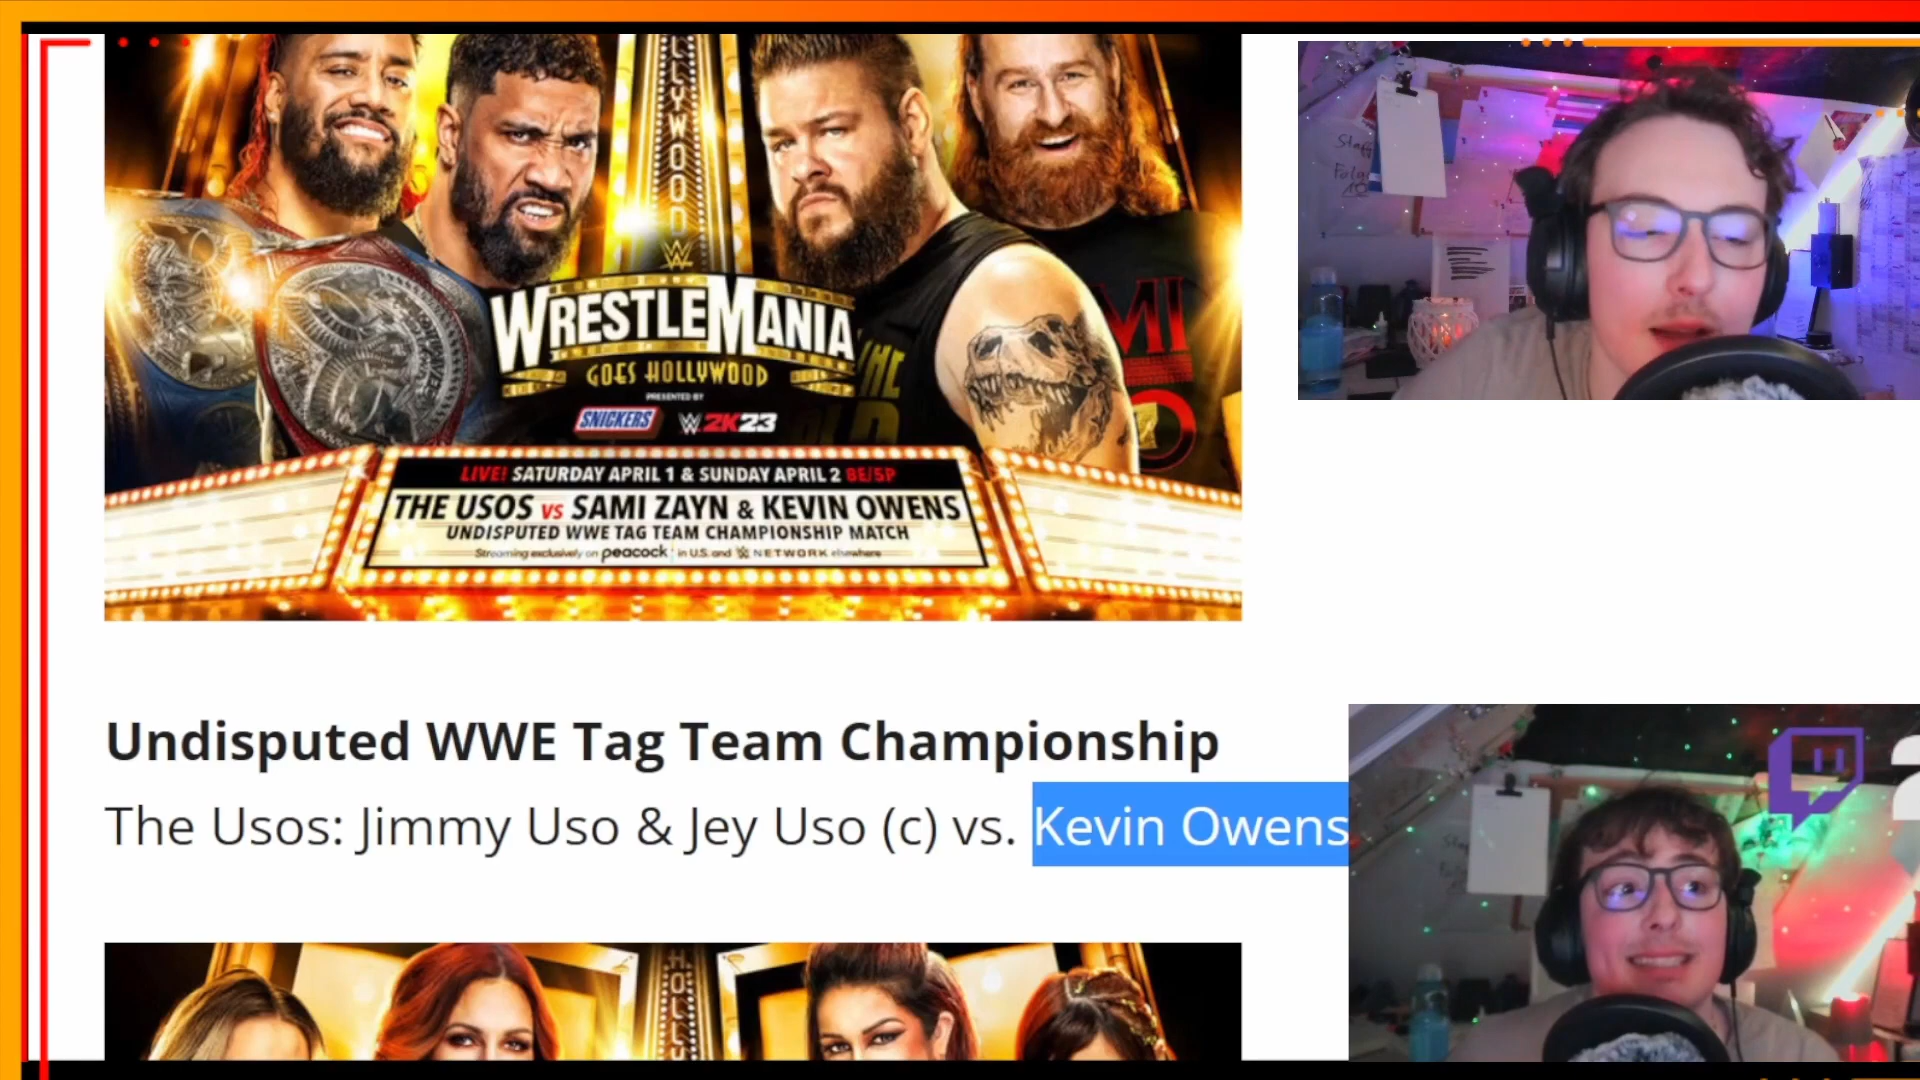 WRESTLEMANIA
GOES HOLLYWOOD
PRESENTED BY
SNICKERS W2K23
LIVE! SATURDAY APRIL 1 & SUNDAY APRIL 2 8E/5P
THE USOS VS SAMI ZAYN & KEVIN OWENS
UNDISPUTED WWE TAG TEAM CHAMPIONSHIP MATCH
Streaming exclusively on peacock in U.S. and W NETWORK elsewhere
Undisputed WWE Tag Team Championship
The Usos: Jimmy Uso & Jey Uso (c) vs. Kevin Owens